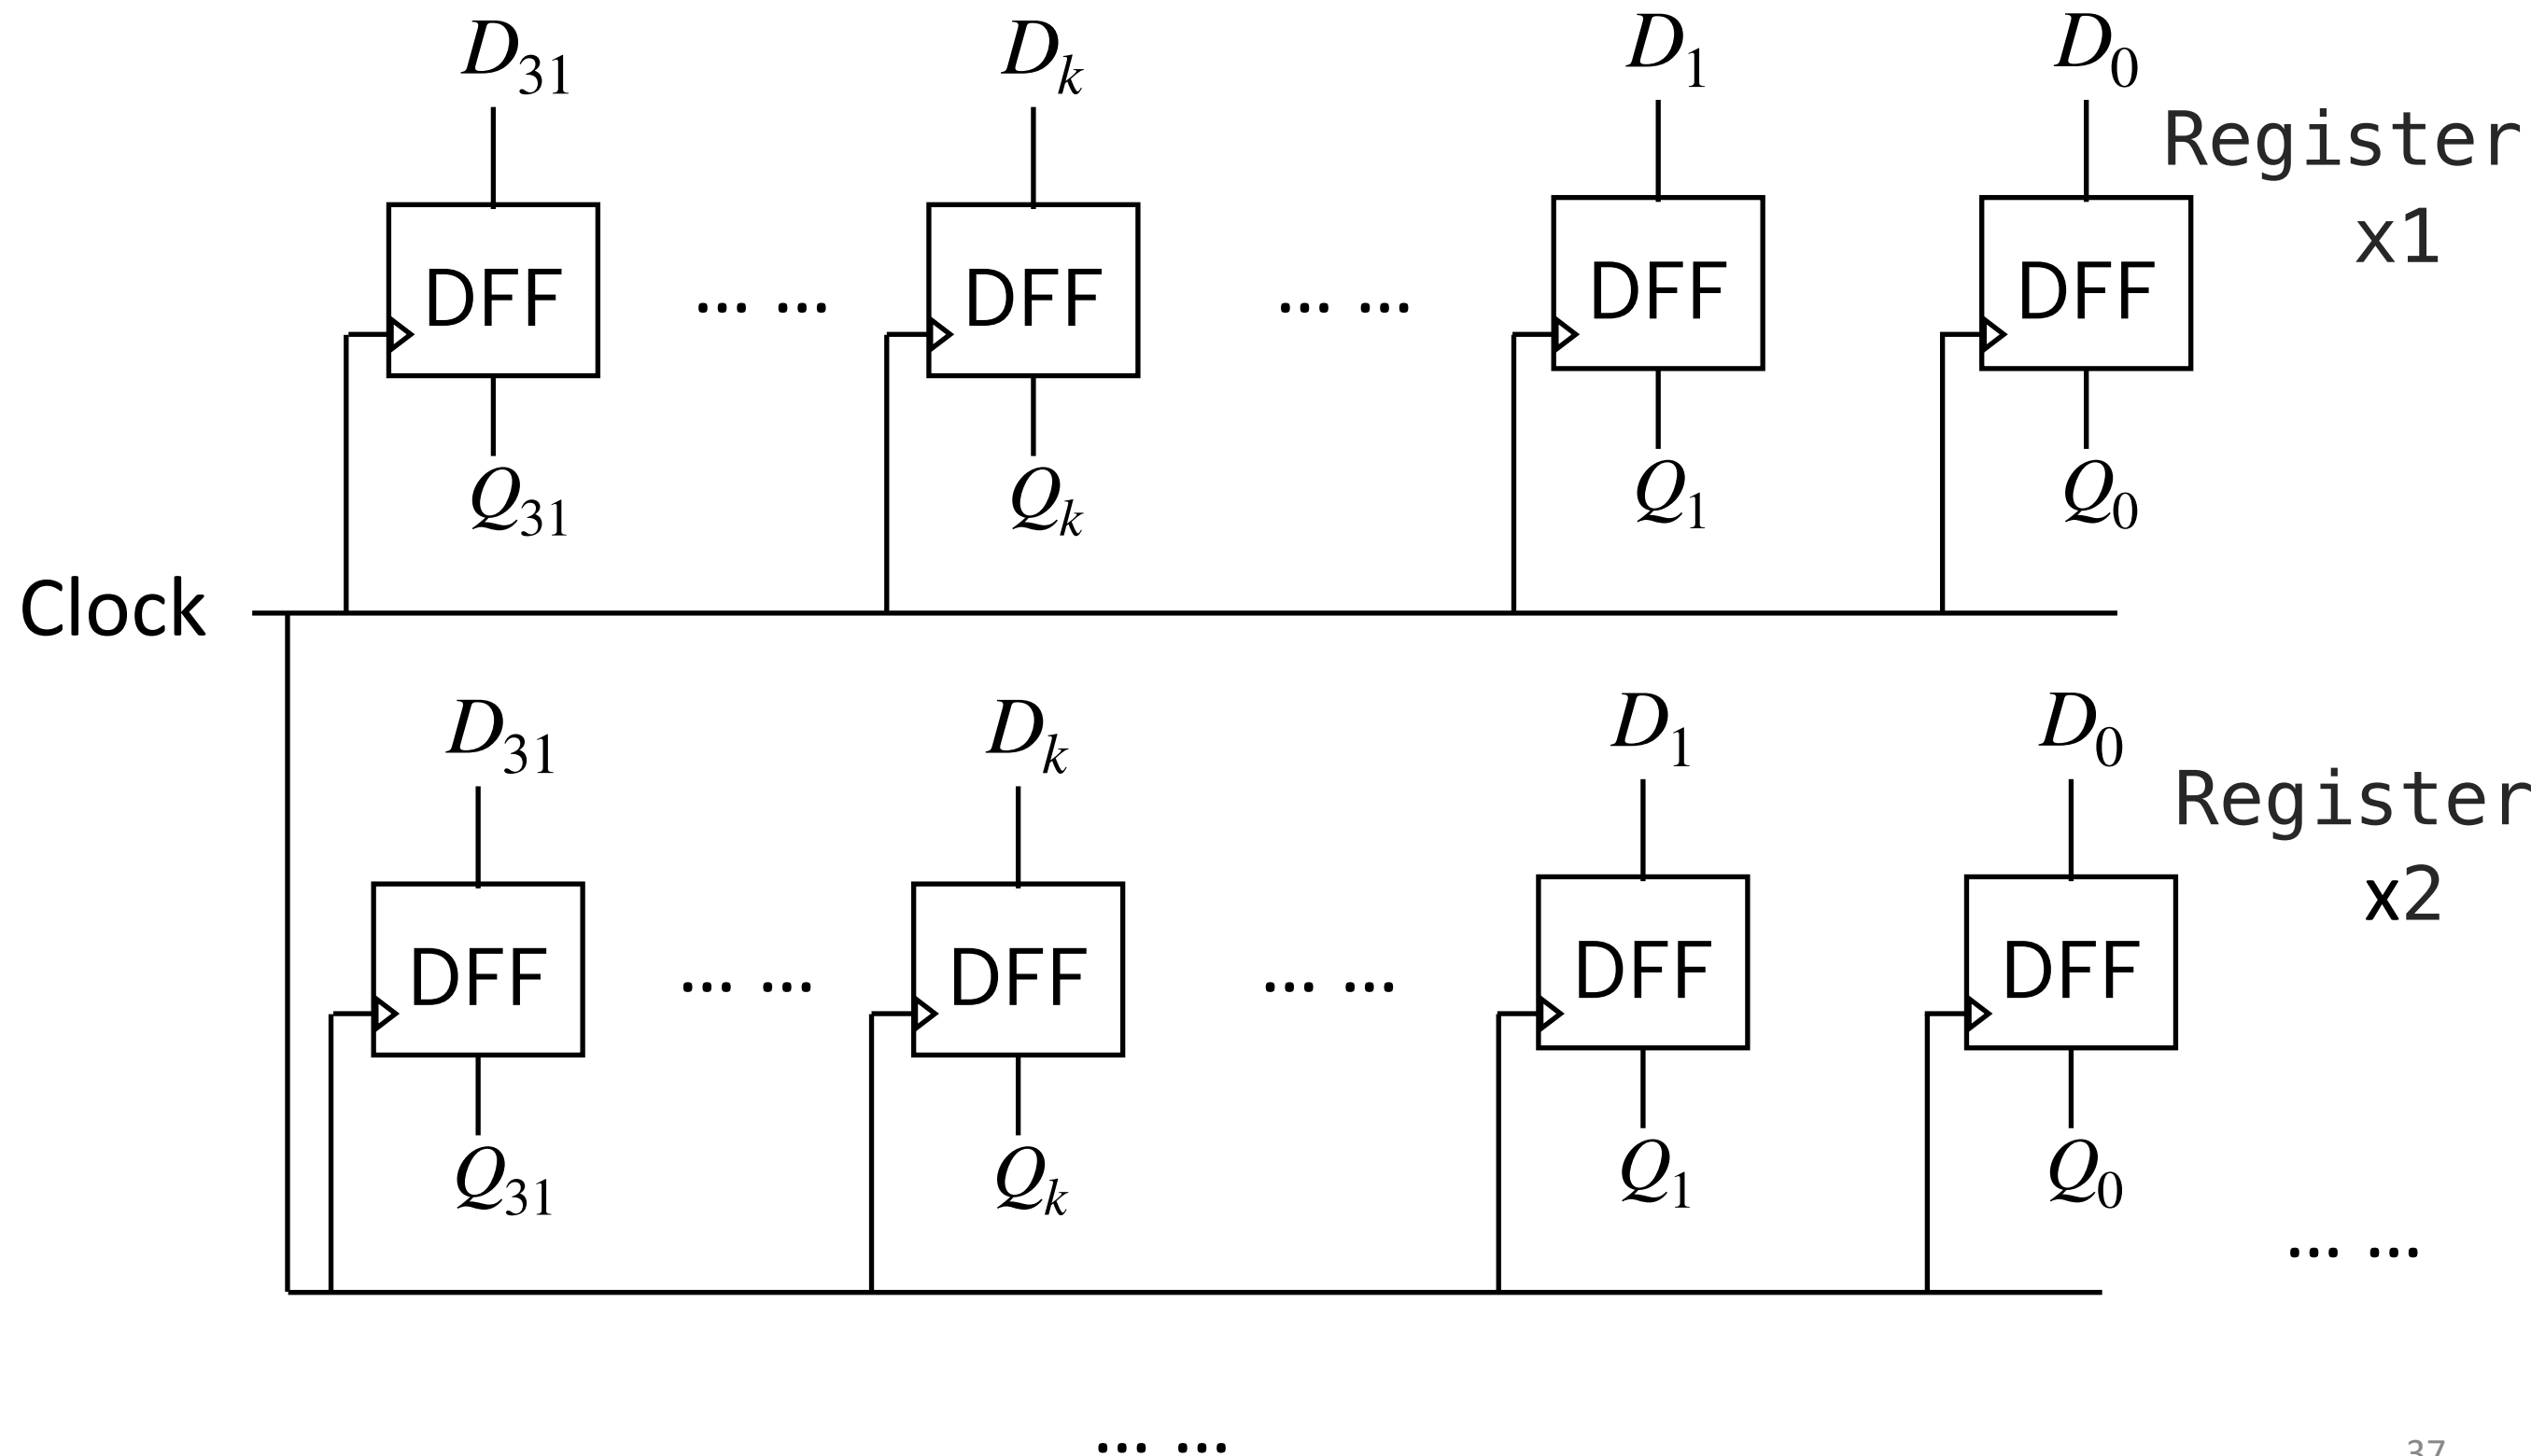 D31 Dk D1 D0
Register
x1
DFF … … DFF … … DFF DFF
Q31 Qk Q1 Q0
Clock
D31 Dk D1 D0
Register
x2
DFF … … DFF … … DFF DFF
Q31 Qk Q1 Q0
… …
… …
37